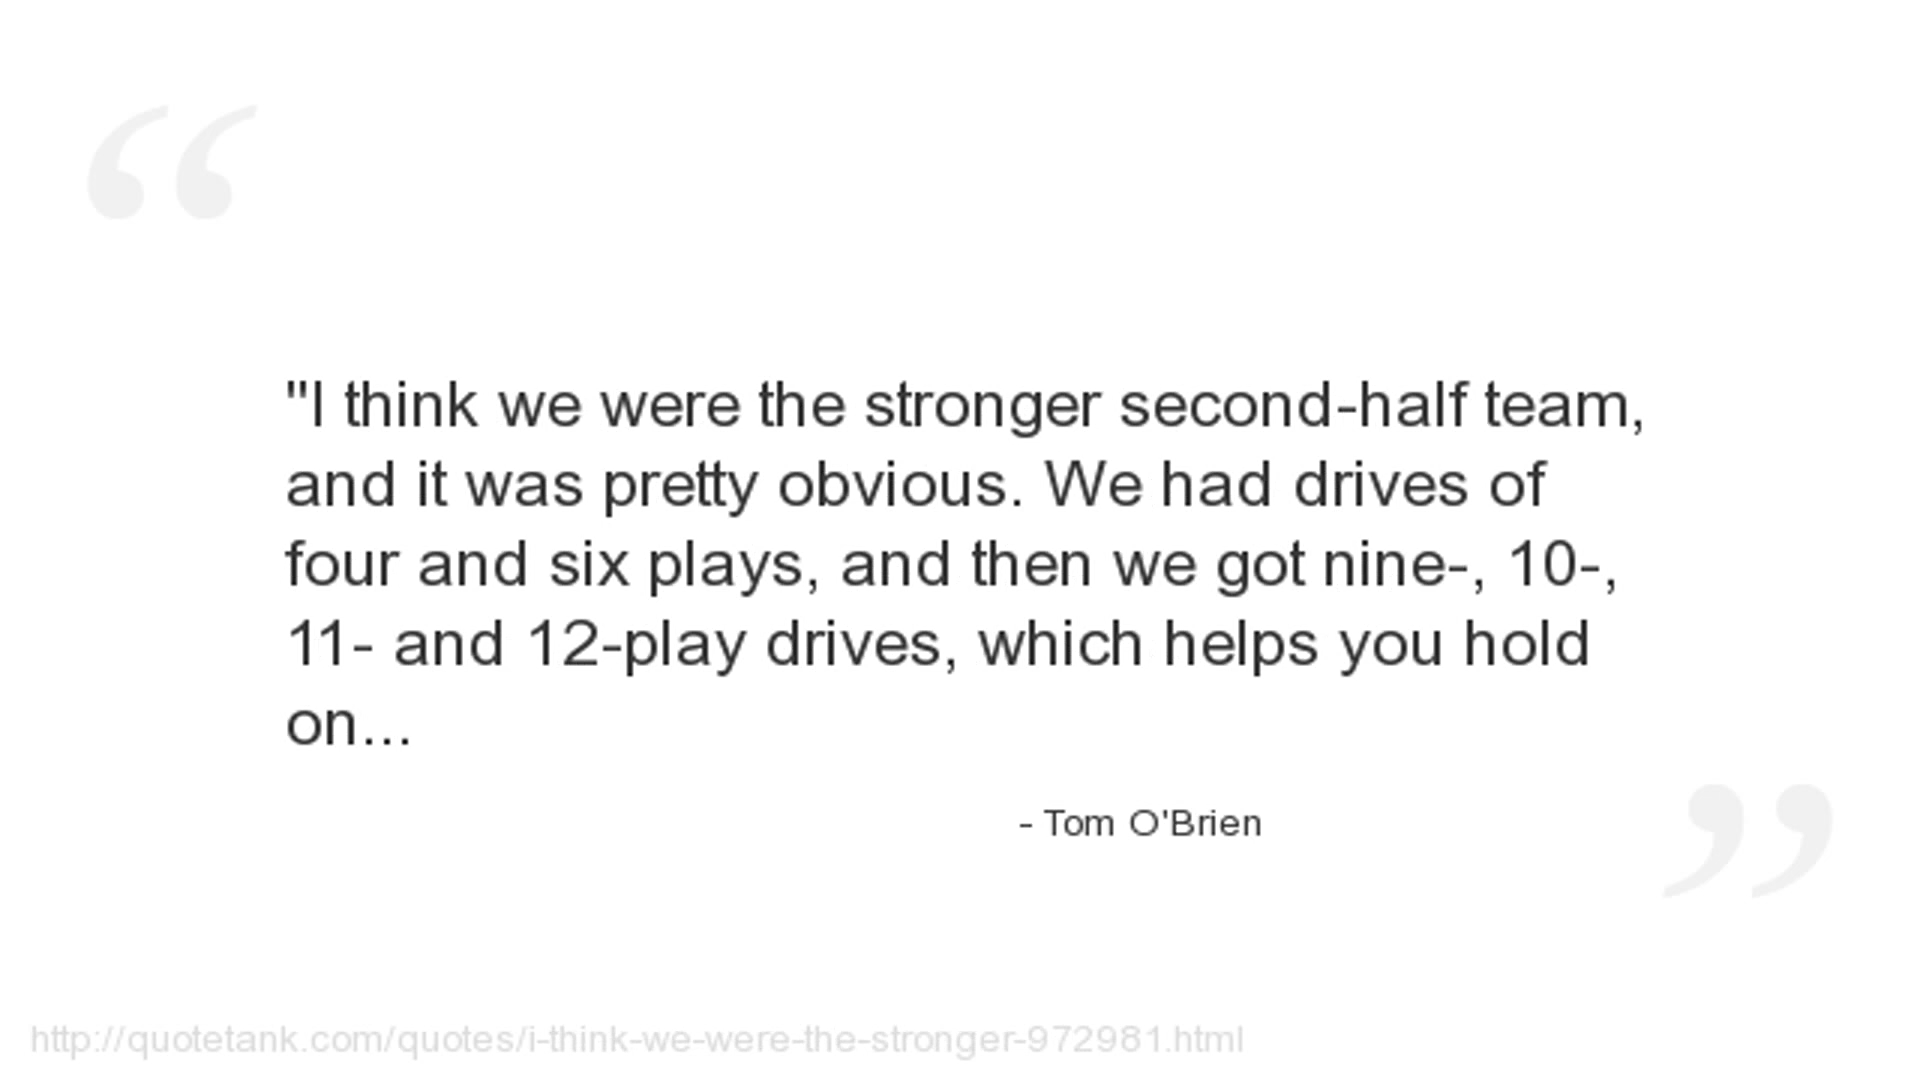 “
"I think we were the stronger second-half team,
and it was pretty obvious. We had drives of
four and six plays, and then we got nine-, 10-,
11- and 12-play drives, which helps you hold
on...
- Tom O'Brien
”
http://quotetank.com/quotes/i-think-we-were-the-stronger-972981.html